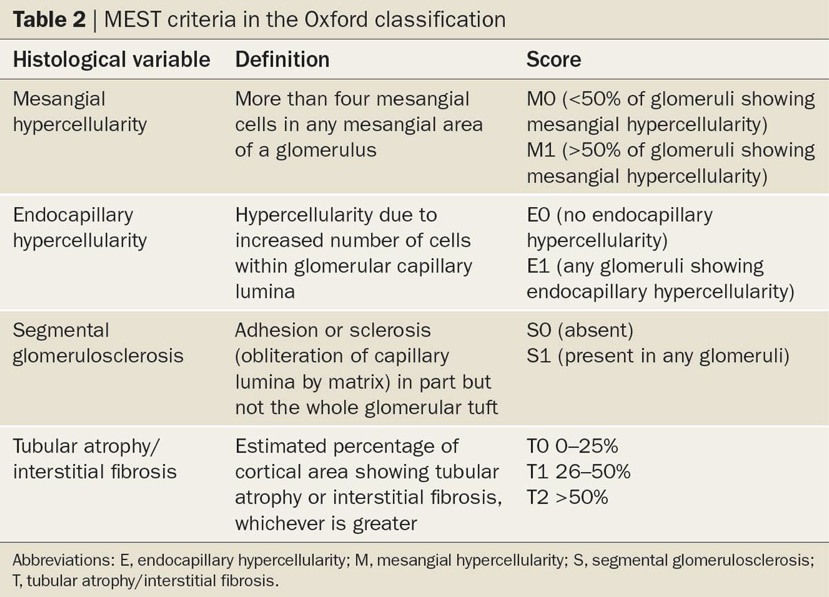 Table 2 | MEST criteria in the Oxford classification
Histological variable Definition Score
Mesangial More than four mesangial M0 (<50% of glomeruli showing
hypercellularity cells in any mesangial area mesangial hypercellularity)
of a glomerulus M1 (>50% of glomeruli showing
mesangial hypercellularity)
Endocapillary Hypercellularity due to E0 (no endocapillary
hypercellularity increased number of cells hypercellularity)
within glomerular capillary E1 (any glomeruli showing
lumina endocapillary hypercellularity)
Segmental Adhesion or sclerosis S0 (absent)
glomerulosclerosis (obliteration of capillary S1 (present in any glomeruli)
lumina by matrix) in part but
not the whole glomerular tuft
Tubular atrophy/ Estimated percentage of T0 0–25%
interstitial fibrosis cortical area showing tubular T1 26–50%
atrophy or interstitial fibrosis, T2 >50%
whichever is greater
Abbreviations: E, endocapillary hypercellularity; M, mesangial hypercellularity; S, segmental glomerulosclerosis;
T, tubular atrophy/interstitial fibrosis.